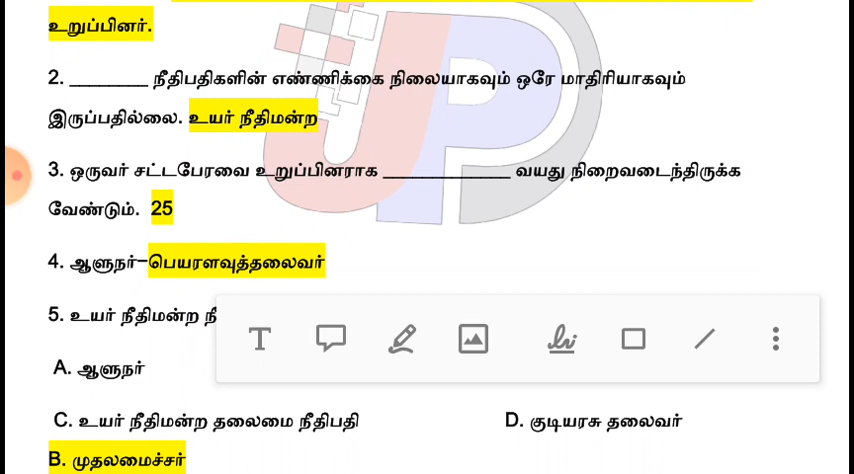 உறுப்பினர்.
2. ________ நீதிபதிகளின் எண்ணிக்கை நிலையாகவும் ஒரே மாதிரியாகவும்
இருப்பதில்லை. உயர் நீதிமன்ற
3. ஒருவர் சட்டபேரவை உறுப்பினராக ____________ வயது நிறைவடைந்திருக்க
வேண்டும். 25
4. ஆளுநர்-பெயரளவுத்தலைவர்
5. உயர் நீதிமன்ற நீ
A. ஆளுநர்
C. உயர் நீதிமன்ற தலைமை நீதிபதி D. குடியரசு தலைவர்
B. முதலமைச்சர்